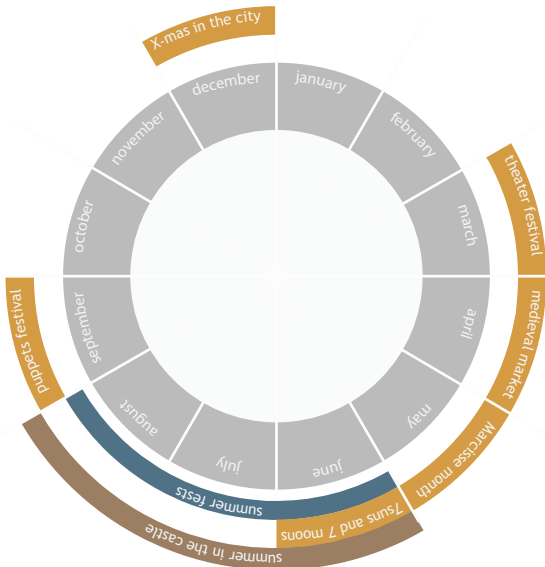 X-mas in the city
january
february
march
april
may
june
july
august
september
october
november
december
theater festival
medieval market
Marcisse month
7suns and 7 moons
summer fests
summer in the castle
puppets festival